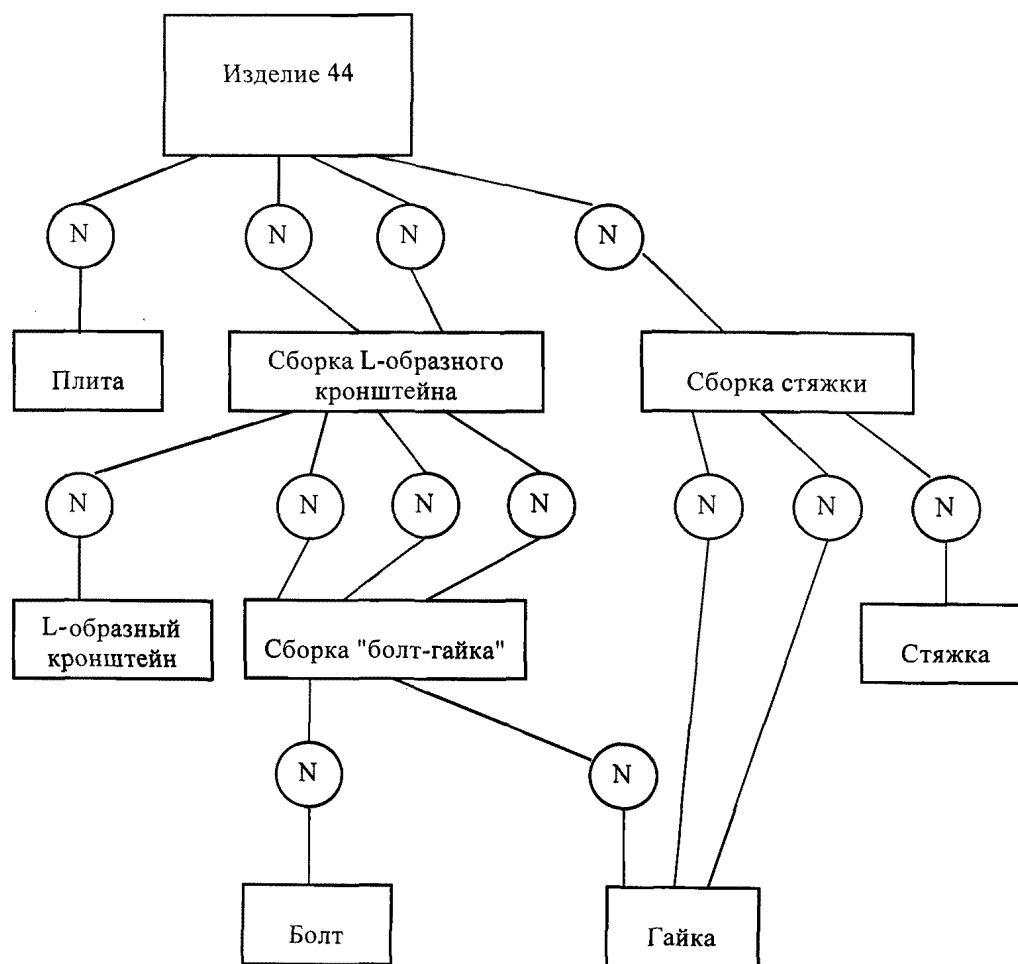 Изделие 44
N
N
N
N
Плита
Сборка L-образного
кронштейна
Сборка стяжки
N
N
N
N
N
N
N
L-образный
кронштейн
Сборка "болт-гайка"
Стяжка
N
N
Болт
Гайка